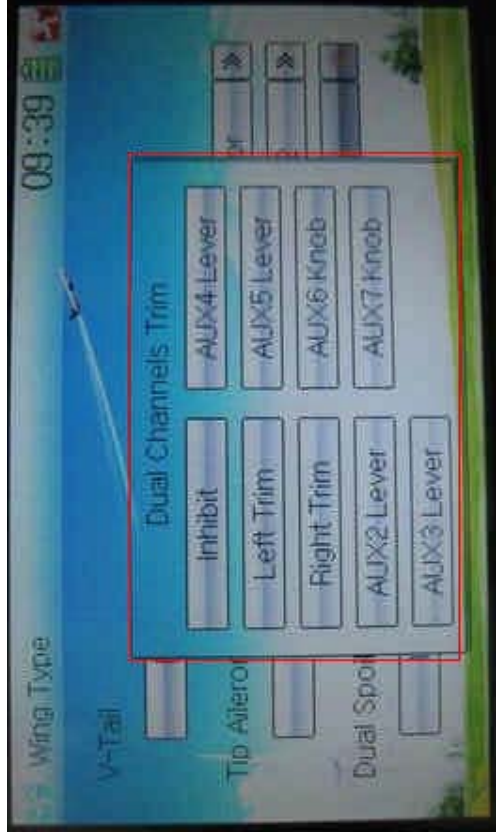 Wing Type
09:39
V-Tail
Tip Aileron
Dual Spoi
Dual Channels Trim
Inhibit
AUX4 Lever
Left Trim
AUX5 Lever
Right Trim
AUX6 Knob
AUX2 Lever
AUX7 Knob
AUX3 Lever